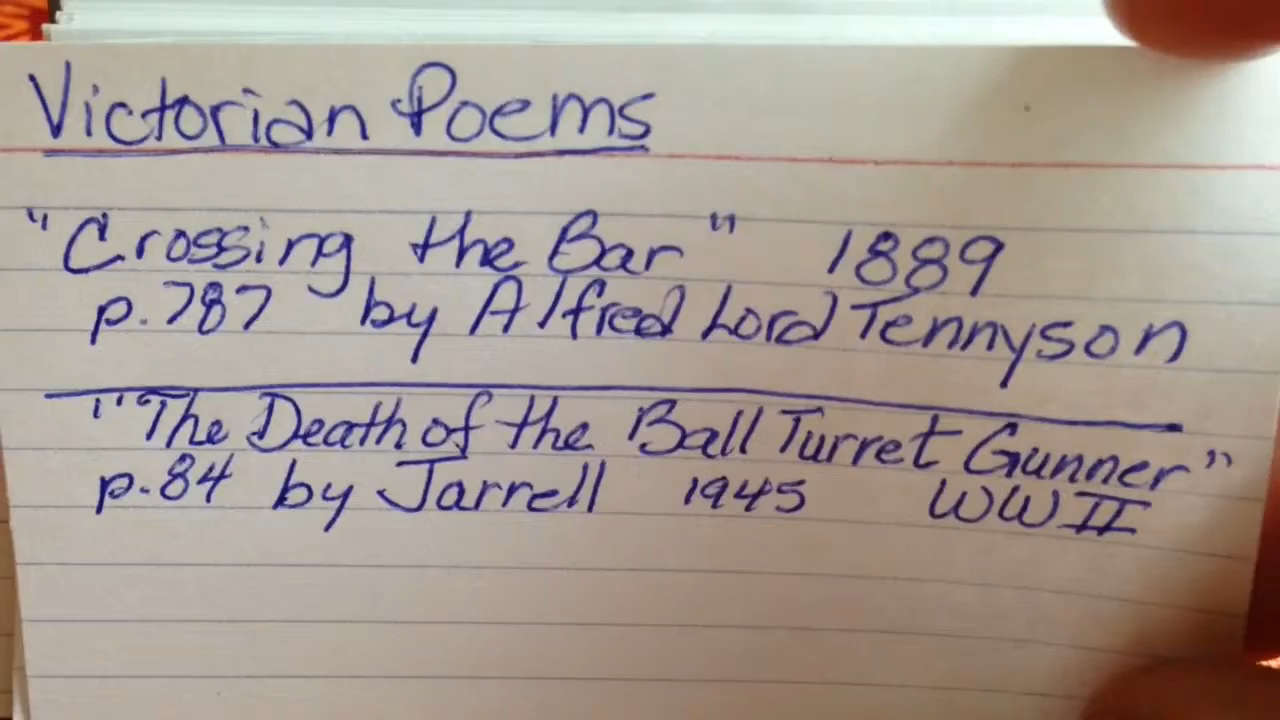 Victorian Poems
"Crossing the Bar" 1889
p.787 by Alfred Lord Tennyson
"The Death of the Ball Turret Gunner"
p.84 by Jarrell 1945 WWII